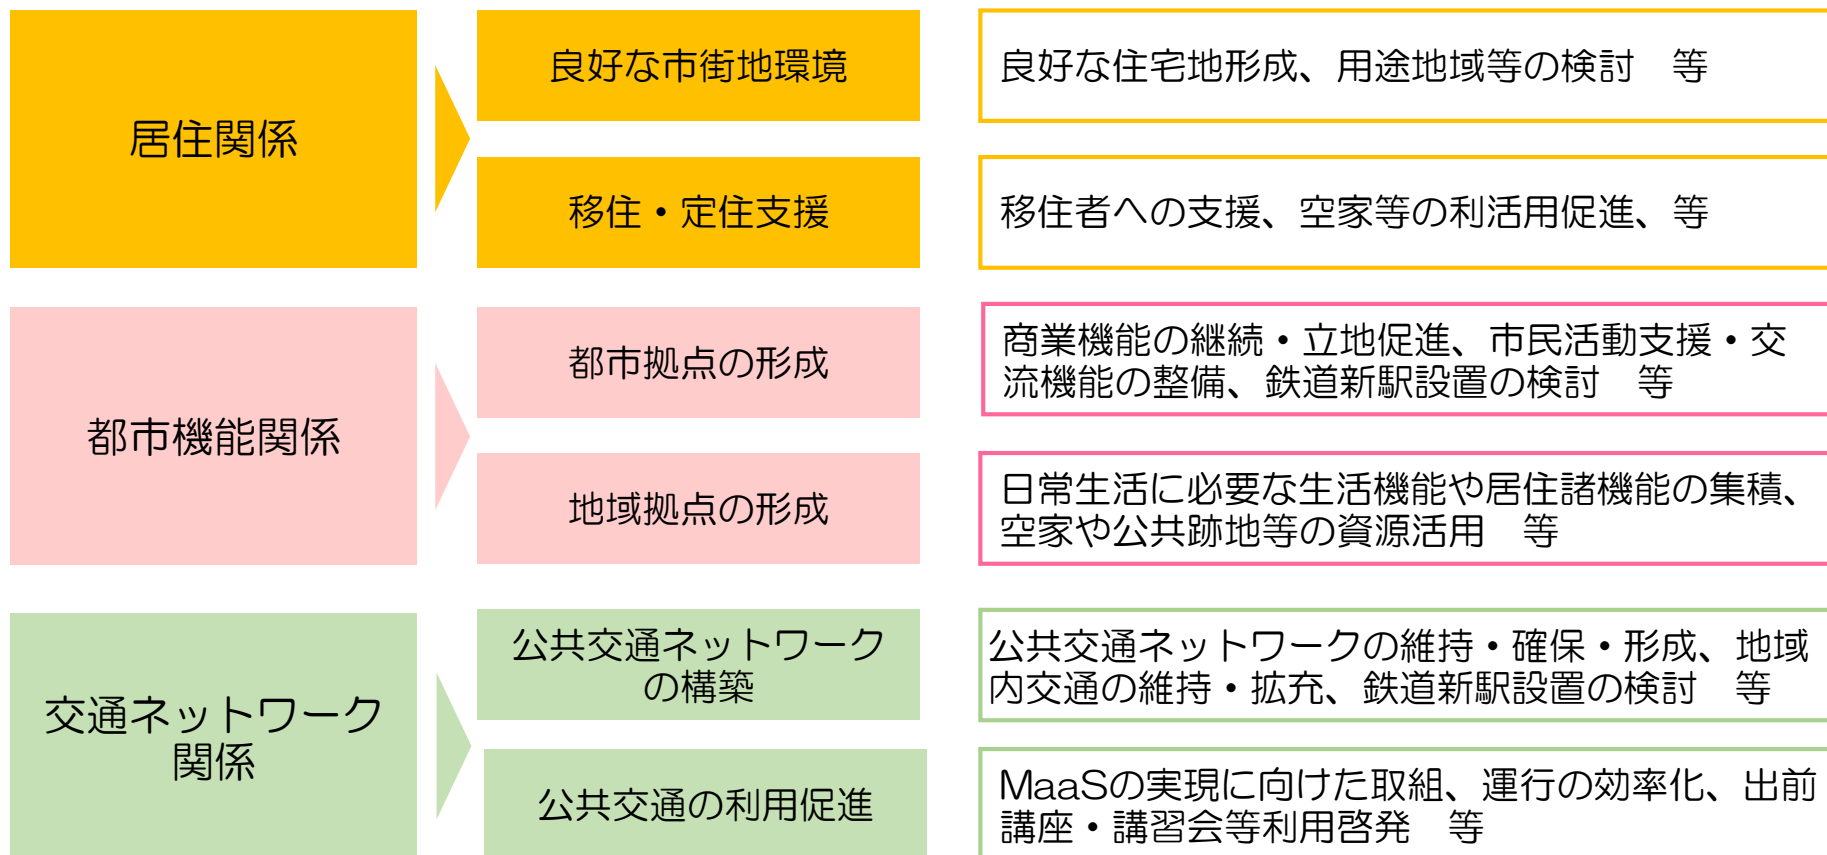 居住関係
良好な市街地環境
良好な住宅地形成、用途地域等の検討　等
移住・定住支援
移住者への支援、空家等の利活用促進、等
都市機能関係
都市拠点の形成
商業機能の継続・立地促進、市民活動支援・交
流機能の整備、鉄道新駅設置の検討　等
地域拠点の形成
日常生活に必要な生活機能や居住諸機能の集積、
空家や公共跡地等の資源活用　等
交通ネットワーク
関係
公共交通ネットワーク
の構築
公共交通ネットワークの維持・確保・形成、地域
内交通の維持・拡充、鉄道新駅設置の検討　等
公共交通の利用促進
MaaSの実現に向けた取組、運行の効率化、出前
講座・講習会等利用啓発　等